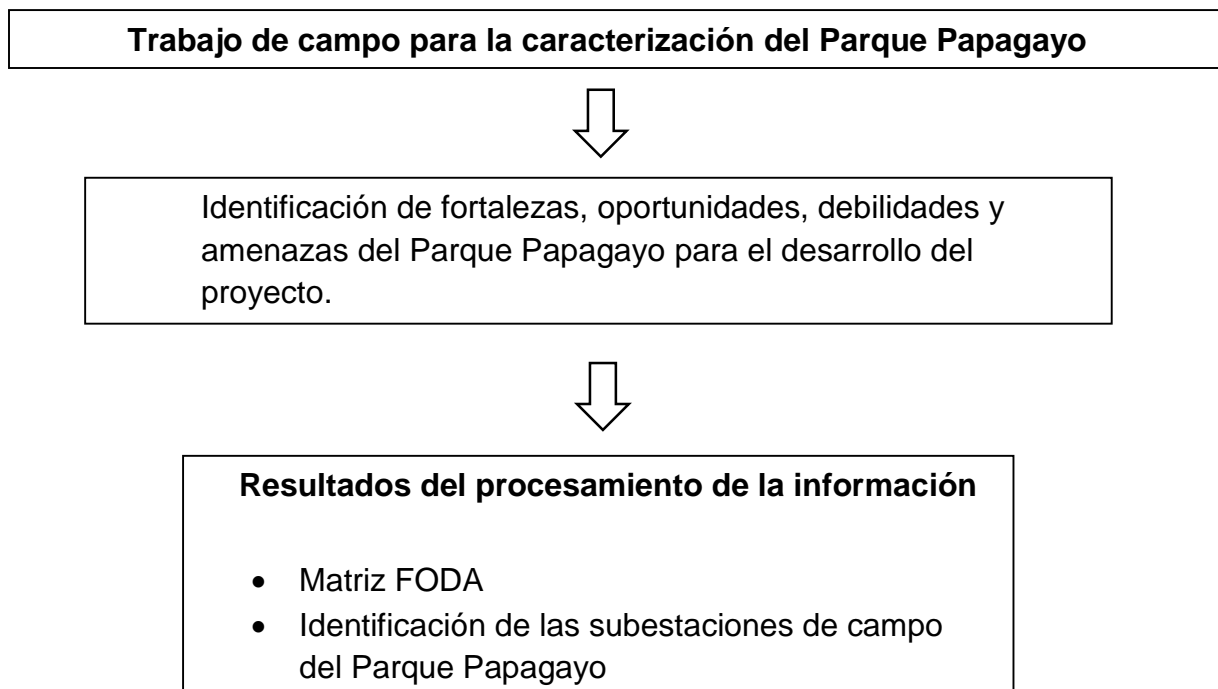 Trabajo de campo para la caracterización del Parque Papagayo
Identificación de fortalezas, oportunidades, debilidades y
amenazas del Parque Papagayo para el desarrollo del
proyecto.
Resultados del procesamiento de la información
• Matriz FODA
• Identificación de las subestaciones de campo
del Parque Papagayo